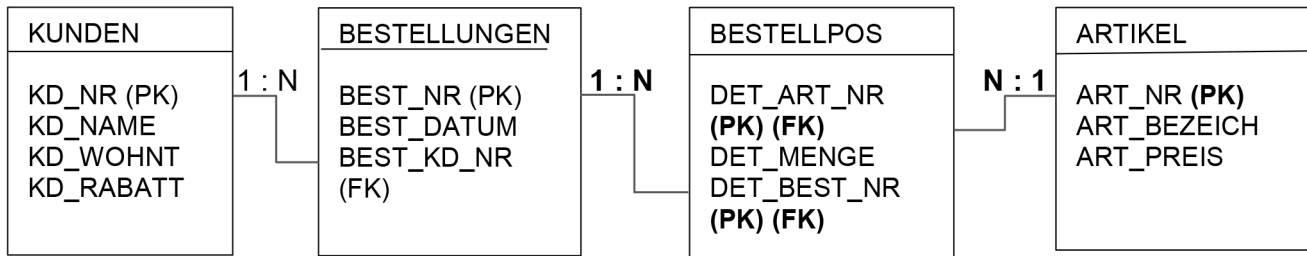 KUNDEN
KD_NR (PK)
KD_NAME
KD_WOHNT
KD_RABATT
1 : N
BESTELLUNGEN
BEST_NR (PK)
BEST_DATUM
BEST_KD_NR
(FK)
1 : N
BESTELLPOS
DET_ART_NR
(PK) (FK)
DET_MENGE
DET_BEST_NR
(PK) (FK)
N : 1
ARTIKEL
ART_NR (PK)
ART_BEZEICH
ART_PREIS